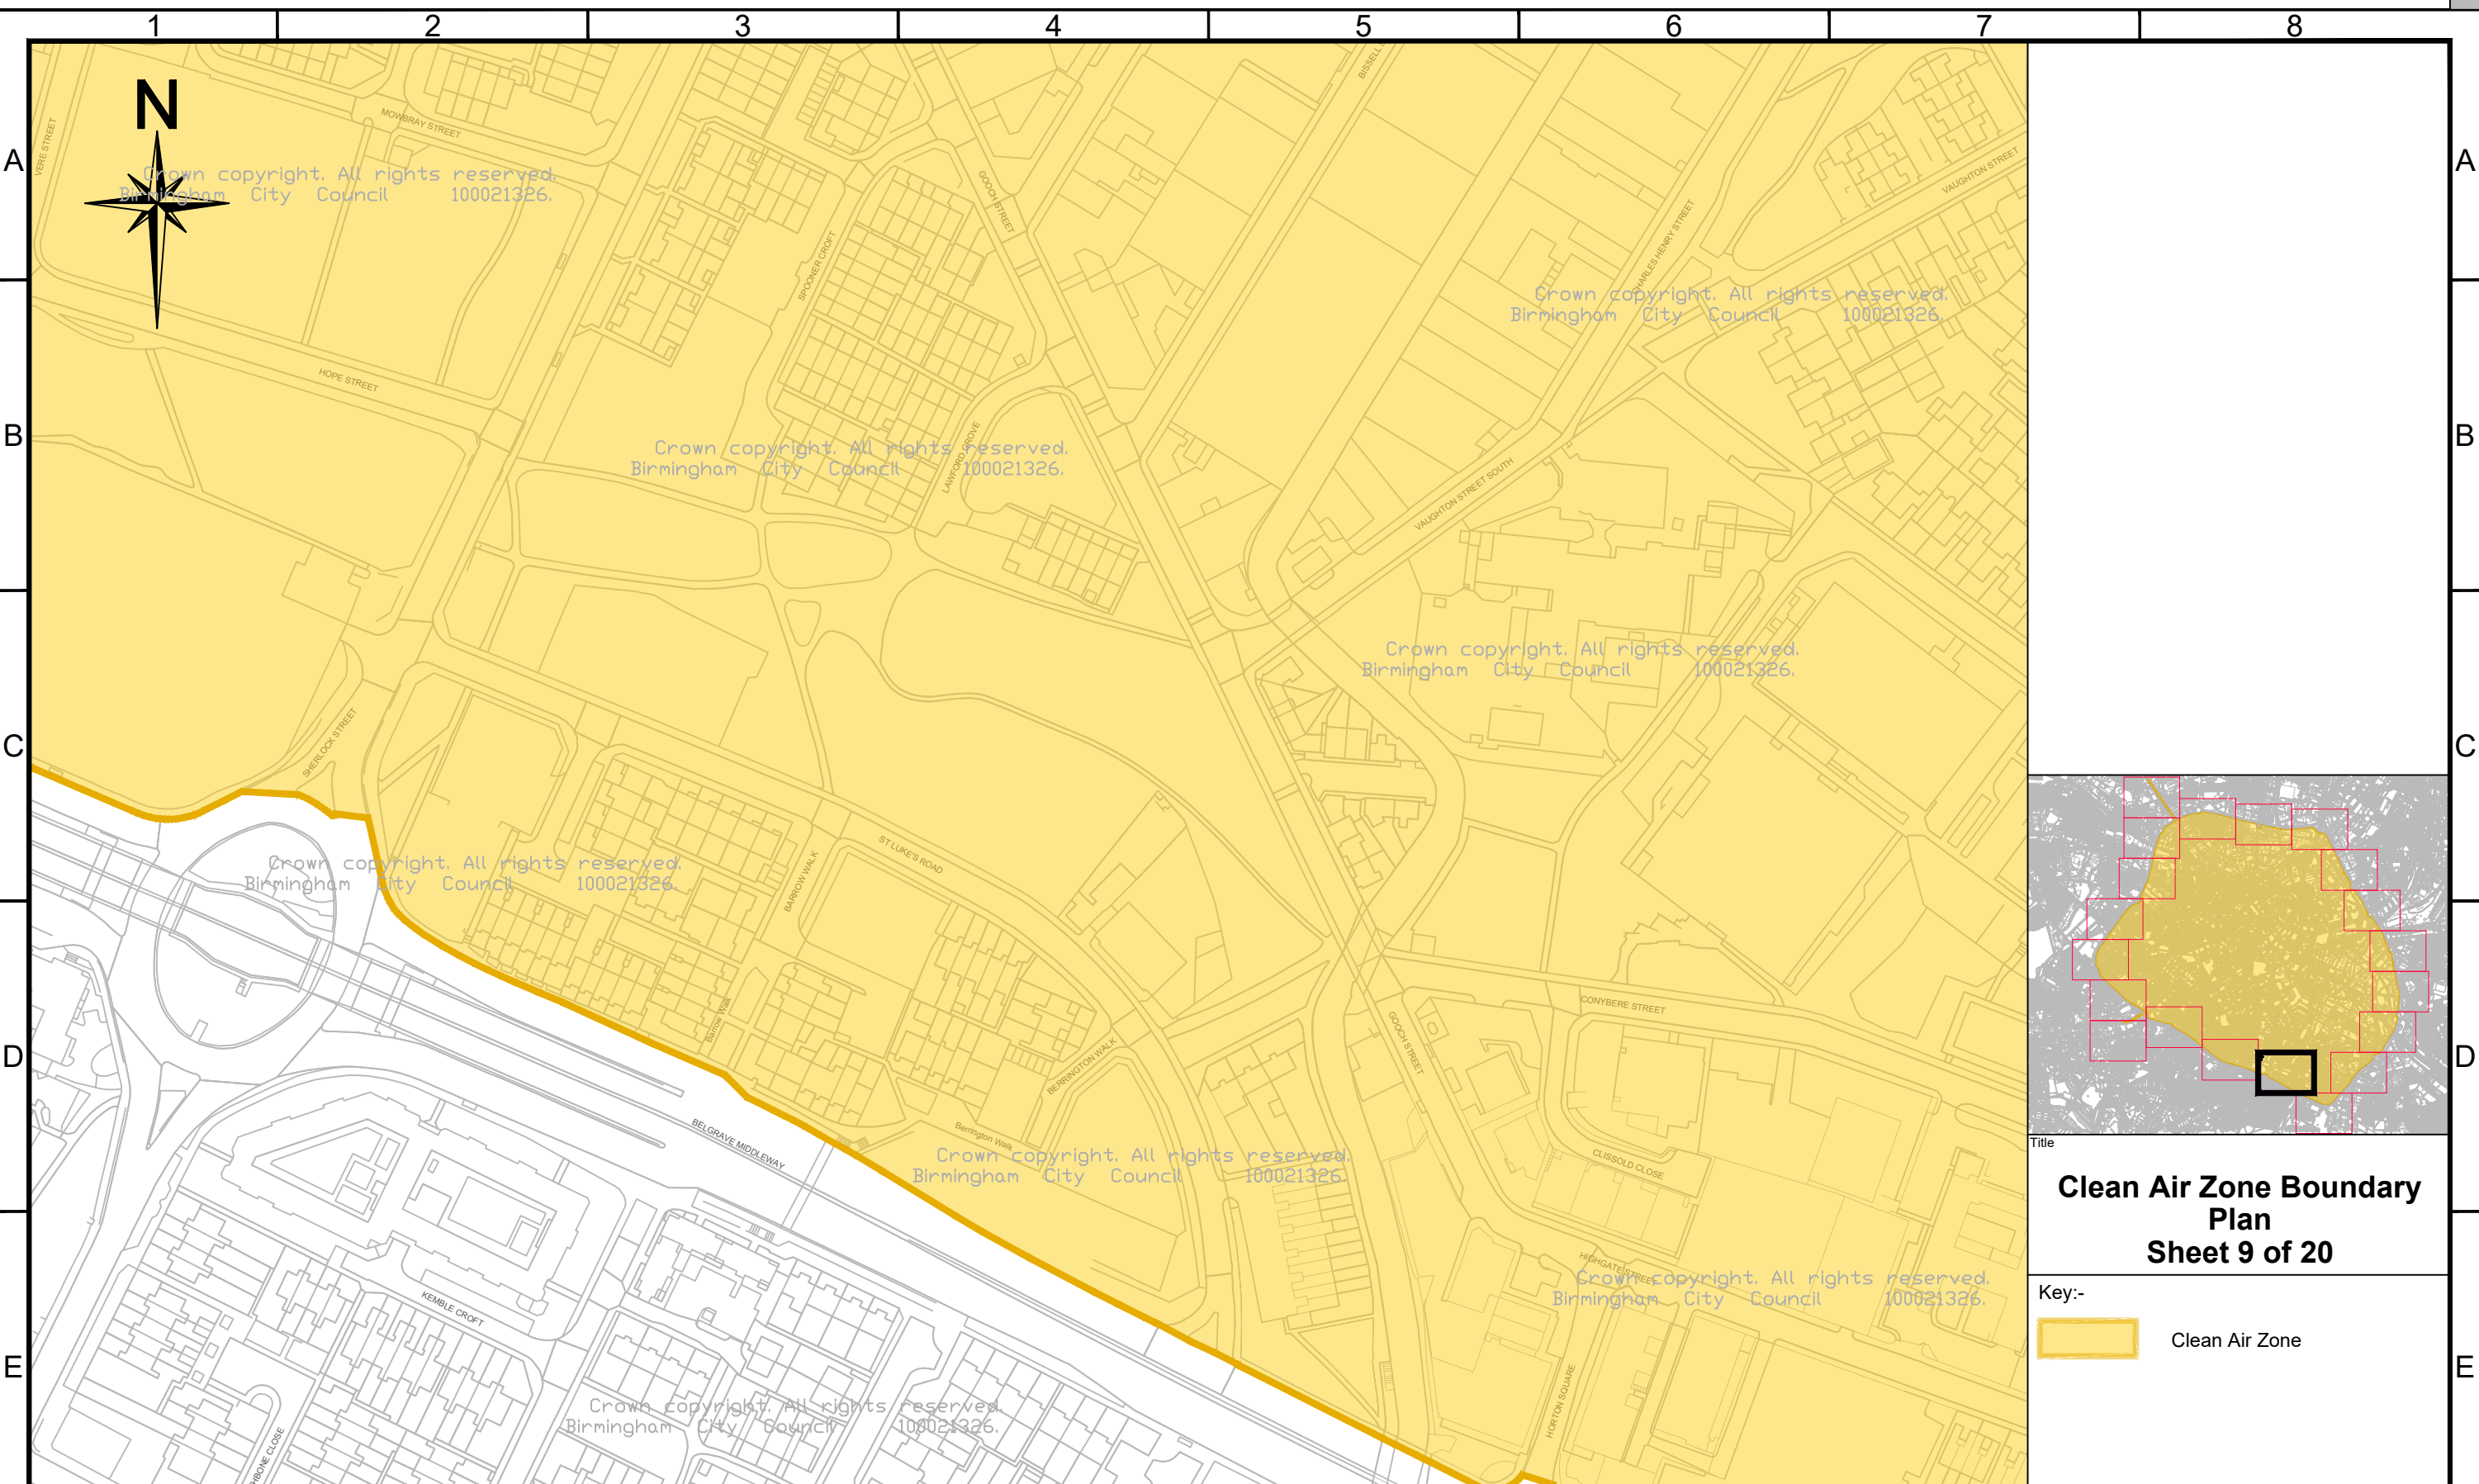 1 2 3 4 5 6 7 8
A A
B B
C C
D D
E E
N
VERE STREET
MOWBRAY STREET
GOOCH STREET
VAUGHTON STREET
CHARLES HENRY STREET
SPOONER CROFT
Crown copyright. All rights reserved.
Birmingham City Council 100021326.
Crown copyright. All rights reserved.
Birmingham City Council 100021326.
HOPE STREET
LAWFORD GROVE
Crown copyright. All rights reserved.
Birmingham City Council 100021326.
VAUGHTON STREET SOUTH
Crown copyright. All rights reserved.
Birmingham City Council 100021326.
SHERLOCK STREET
ST LUKE'S ROAD
BARROW WALK
Crown copyright. All rights reserved.
Birmingham City Council 100021326.
Barrow Walk
CONYBERE STREET
GOOCH STREET
BERRINGTON WALK
Berrington Walk
BELGRAVE MIDDLEWAY
Crown copyright. All rights reserved.
Birmingham City Council 100021326.
CLISSOLD CLOSE
HIGHGATE STREET
Crown copyright. All rights reserved.
Birmingham City Council 100021326.
KEMBLE CROFT
HORTON SQUARE
Crown copyright. All rights reserved.
Birmingham City Council 100021326.
Title
Clean Air Zone Boundary
Plan
Sheet 9 of 20
Key:-
Clean Air Zone